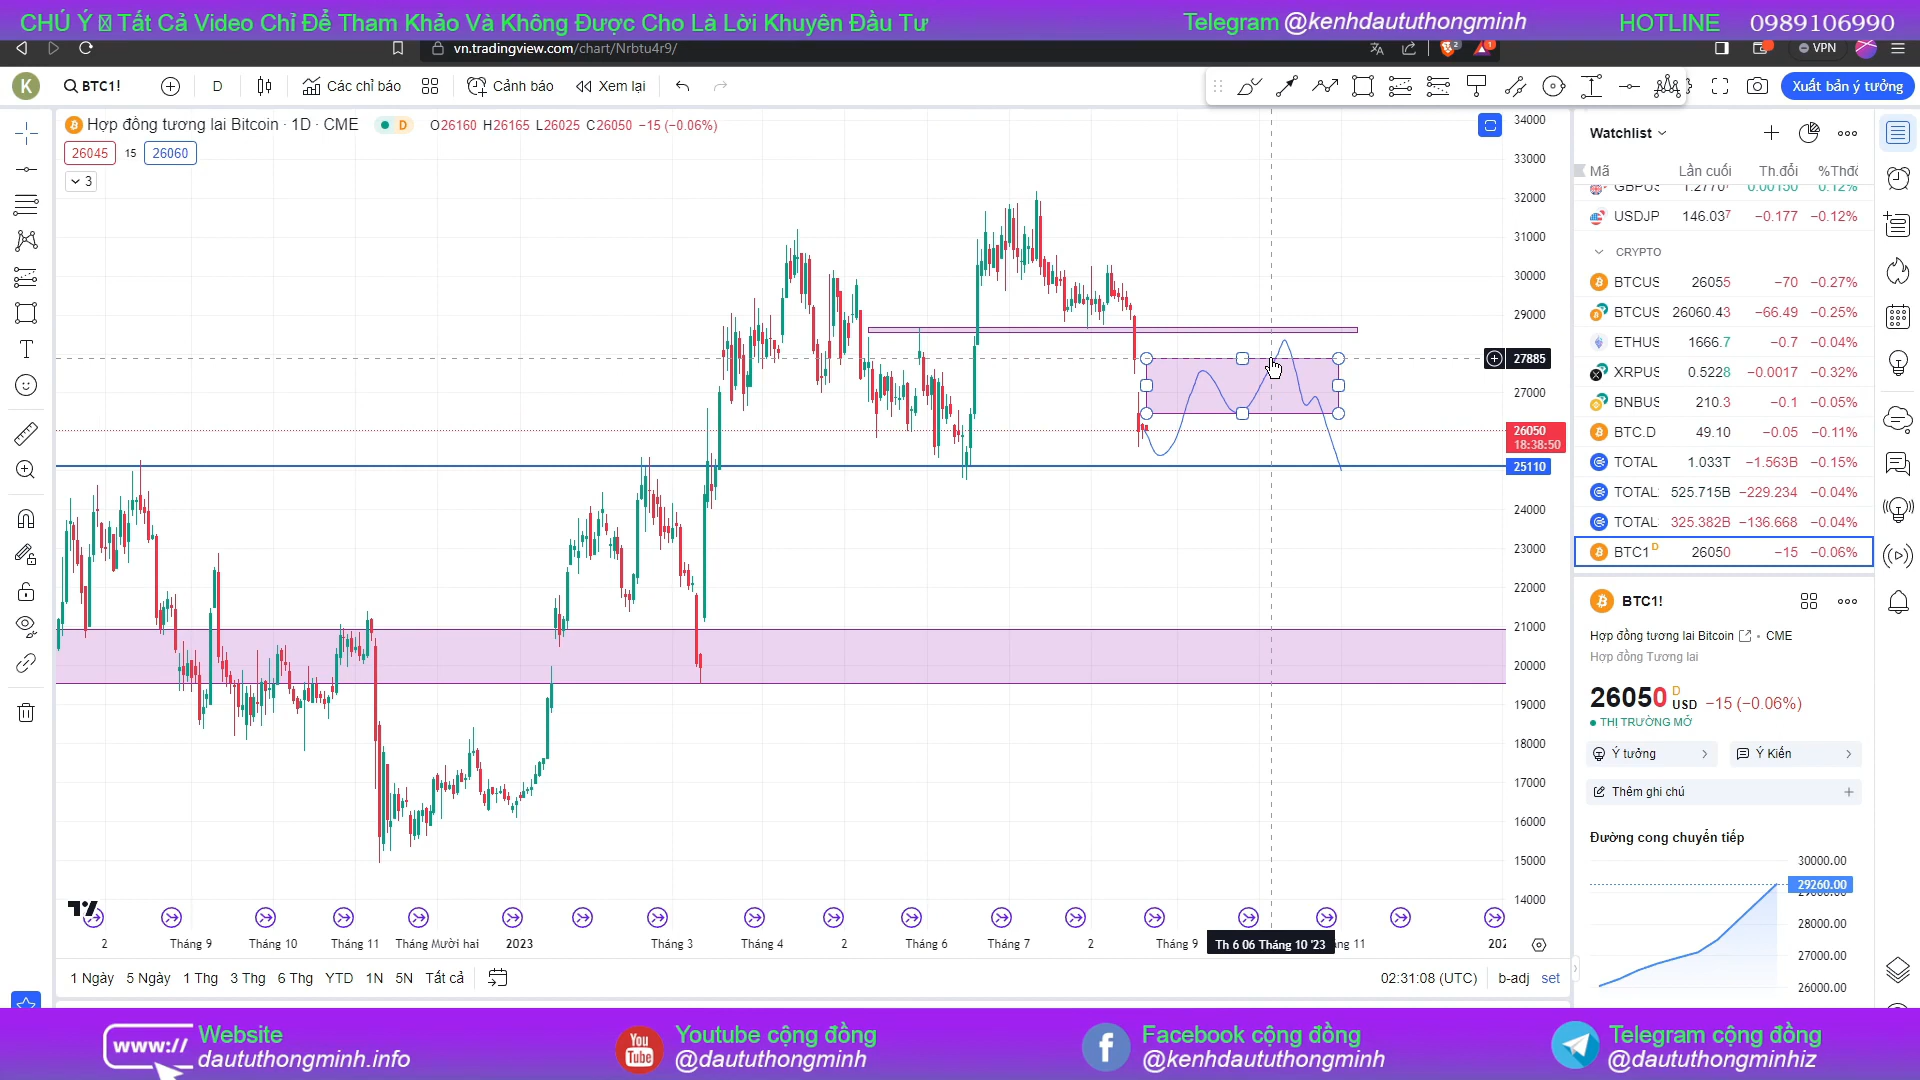 CHÚ Ý Tất Cả Video Chỉ Để Tham Khảo Và Không Được Cho Là Lời Khuyên Đầu Tư
Telegram @kenhdaututhongminh
HOTLINE 0989106990
vn.tradingview.com/chart/Nrbtu4r9/
VPN
K
BTC1!
D
Các chỉ báo
Cảnh báo
Xem lại
Xuất bản ý tưởng
Hợp đồng tương lai Bitcoin · 1D · CME
D
O26160 H26165 L26025 C26050 −15 (−0.06%)
26045 15 26060
3
34000
33000
32000
31000
30000
29000
27885
27000
26050
18:38:50
25110
24000
23000
22000
21000
20000
19000
18000
17000
16000
15000
14000
2 Tháng 9 Tháng 10 Tháng 11 Tháng Mười hai 2023 Tháng 3 Tháng 4 2 Tháng 6 Tháng 7 2 Tháng 9 Th 6 06 Tháng 10 '23
1 Ngày 5 Ngày 1 Thg 3 Thg 6 Thg YTD 1N 5N Tất cả
02:31:08 (UTC) b-adj set
Watchlist
Mã Lần cuối Th.đổi %Thđ
GBPUS 1.2770⁷ 0.00150 0.12%
USDJP 146.03⁷ −0.177 −0.12%
CRYPTO
BTCUS 26055 −70 −0.27%
BTCUS 26060.43 −66.49 −0.25%
ETHUS 1666.7 −0.7 −0.04%
XRPUS 0.5228 −0.0017 −0.32%
BNBUS 210.3 −0.1 −0.05%
BTC.D 49.10 −0.05 −0.11%
TOTAL 1.033T −1.563B −0.15%
TOTAL 525.715B −229.234 −0.04%
TOTAL 325.382B −136.668 −0.04%
BTC1 D 26050 −15 −0.06%
BTC1!
Hợp đồng tương lai Bitcoin · CME
Hợp đồng Tương lai
26050 D USD −15 (−0.06%)
THỊ TRƯỜNG MỞ
Ý tưởng
Ý Kiến
Thêm ghi chú
Đường cong chuyển tiếp
30000.00
29260.00
28000.00
27000.00
26000.00
www://
Website
daututhongminh.info
You
Tube
Youtube cộng đồng
@daututhongminh
Facebook cộng đồng
@kenhdaututhongminh
Telegram cộng đồng
@daututhongminhiz